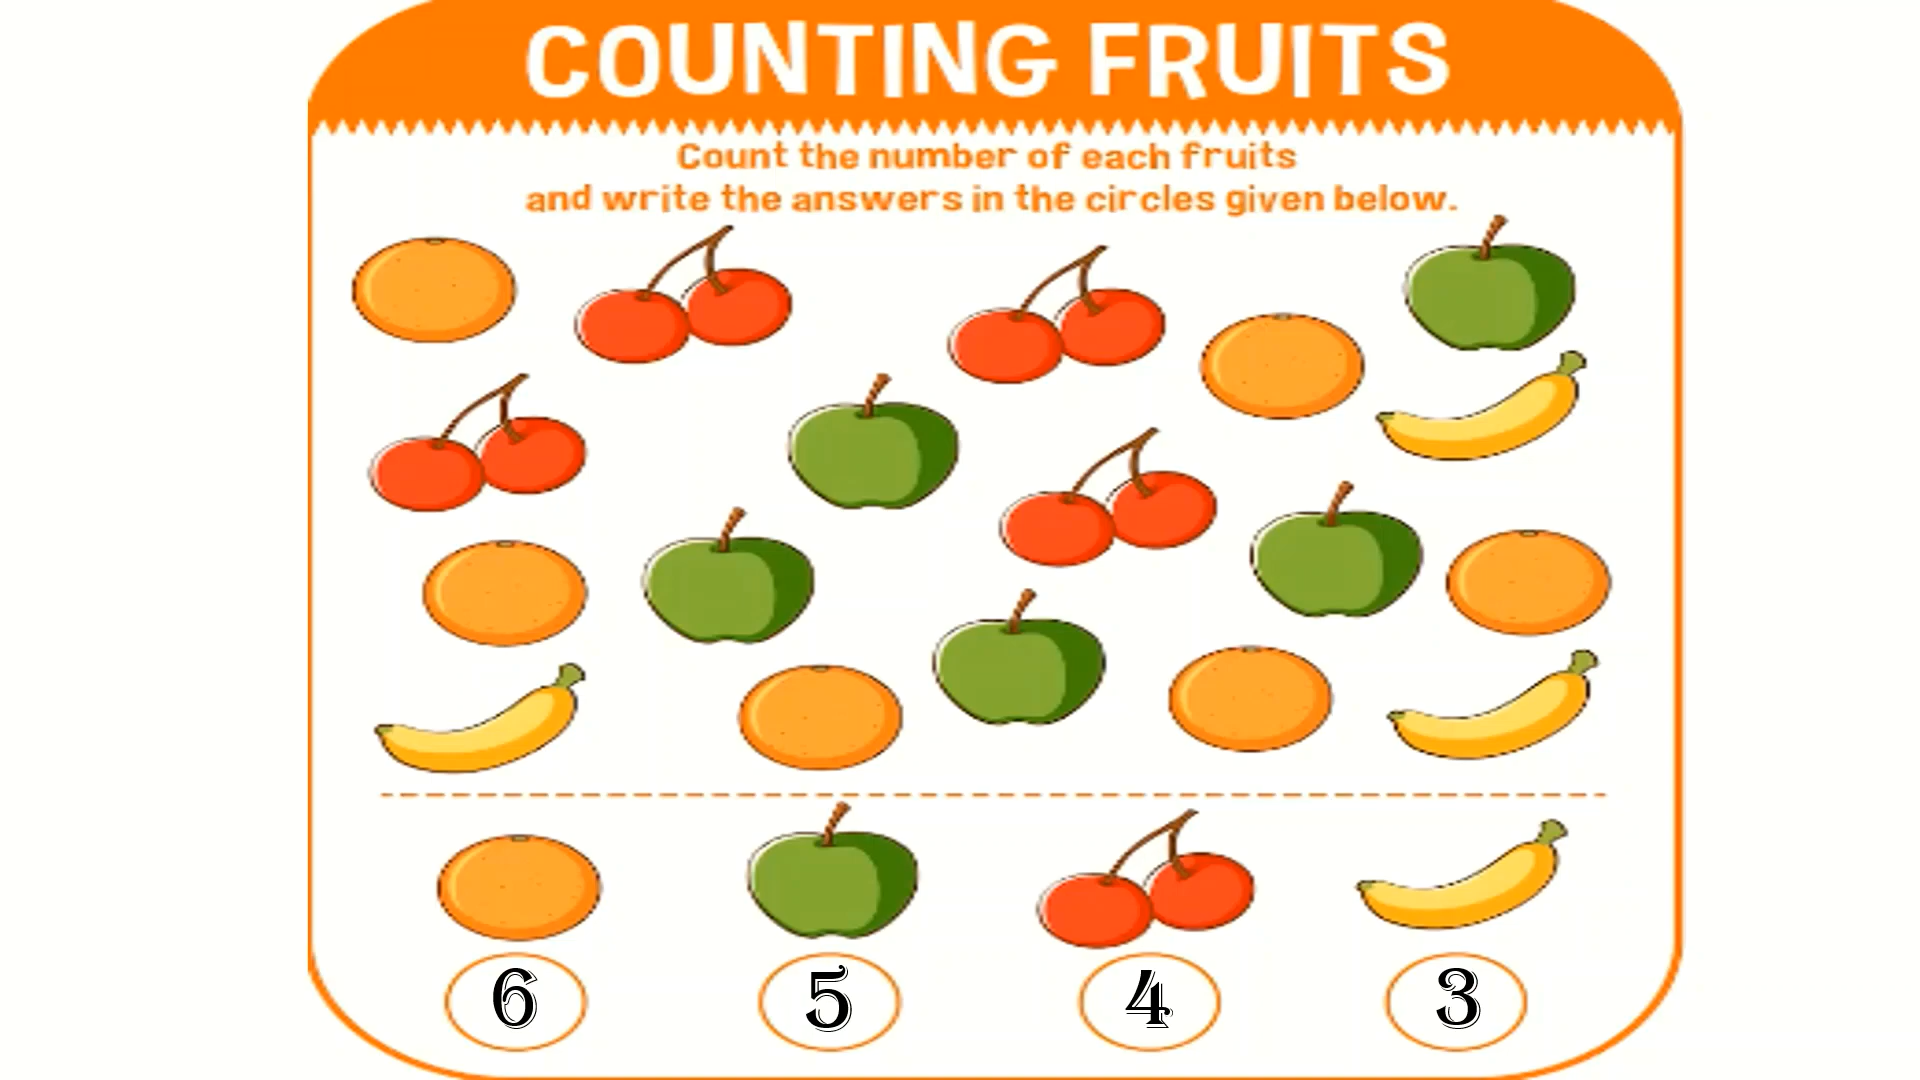 COUNTING FRUITS
Count the number of each fruits
and write the answers in the circles given below.
6 5 4 3